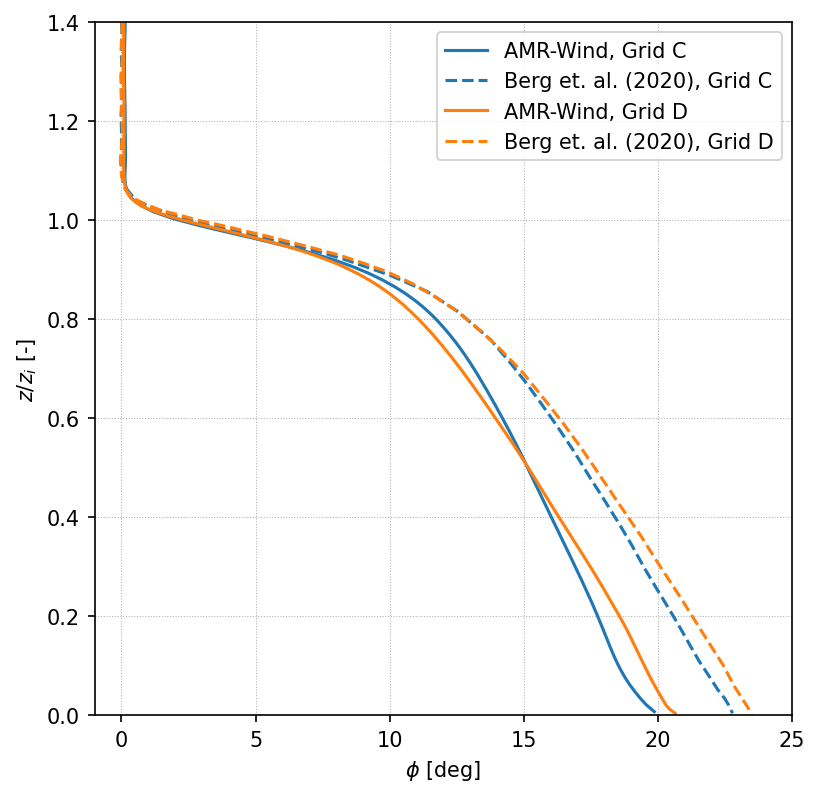 1.4
1.2
1.0
0.8
0.6
0.4
0.2
0.0
z/z_i [-]
AMR-Wind, Grid C
Berg et. al. (2020), Grid C
AMR-Wind, Grid D
Berg et. al. (2020), Grid D
0 5 10 15 20 25
ϕ [deg]